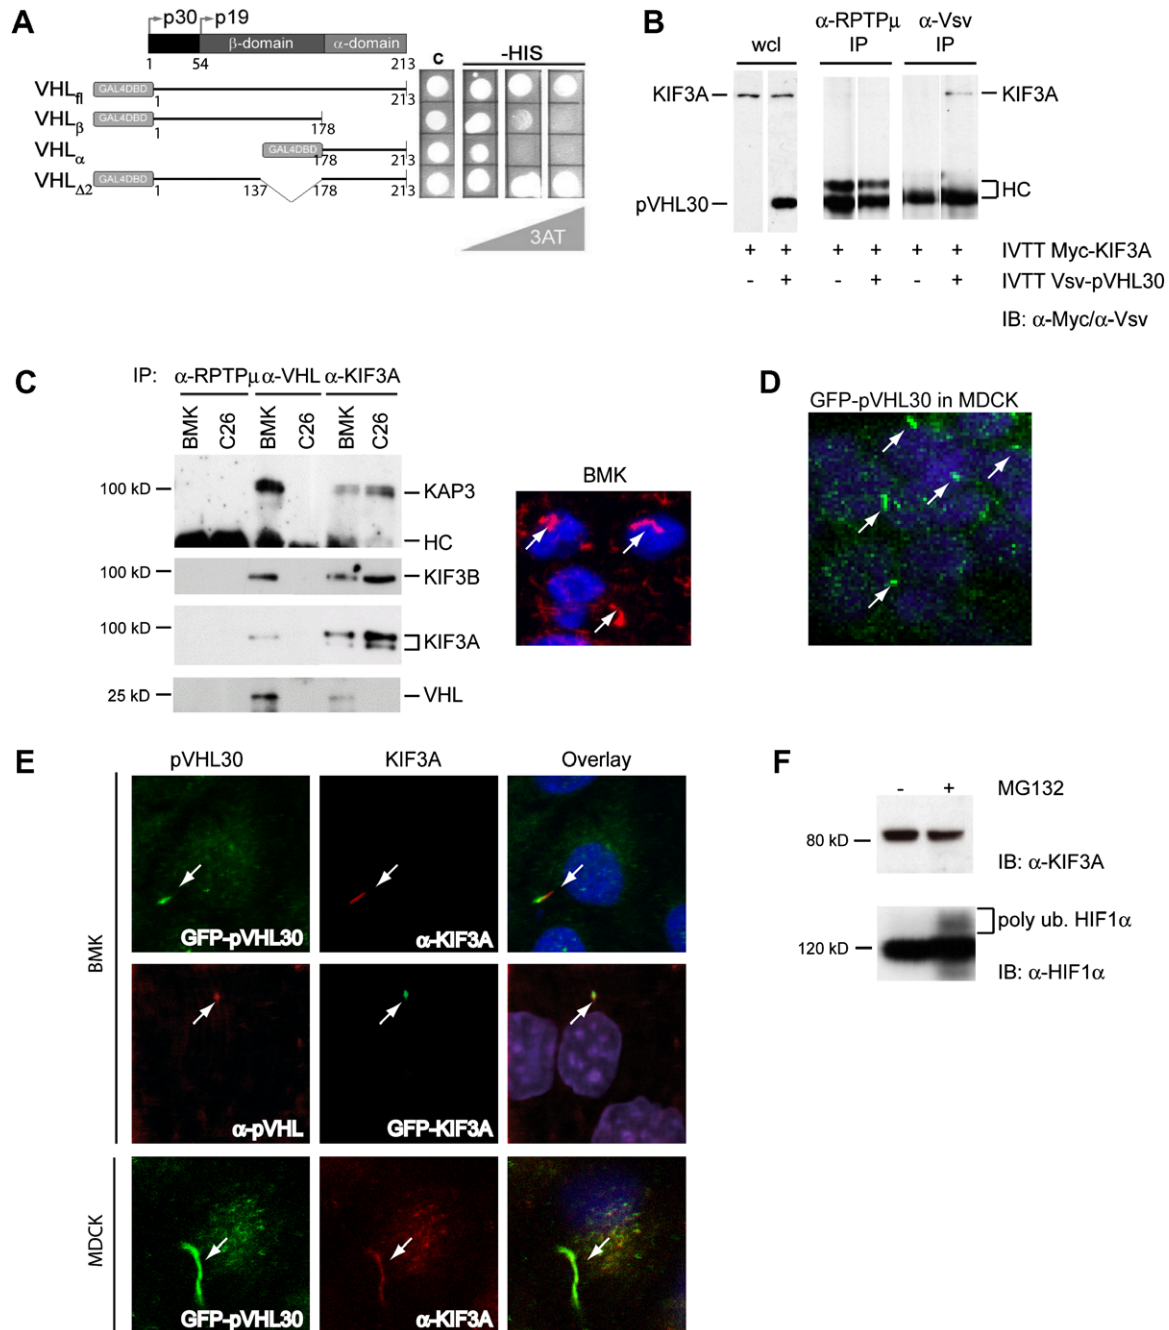 A
p30 p19
β-domain α-domain
1 54 213
c -HIS
VHLfl GAL4DBD 1 213
VHLβ GAL4DBD 1 178
VHLα GAL4DBD 178 213
VHLΔ2 GAL4DBD 1 137 178 213
3AT
B
wcl α-RPTPμ IP α-Vsv IP
KIF3A KIF3A
HC
pVHL30
+ + + + + + IVTT Myc-KIF3A
- + - + - + IVTT Vsv-pVHL30
IB: α-Myc/α-Vsv
C
IP: α-RPTPμ α-VHL α-KIF3A
BMK C26 BMK C26 BMK C26
100 kD KAP3
HC
100 kD KIF3B
100 kD KIF3A
25 kD VHL
BMK
D
GFP-pVHL30 in MDCK
E
pVHL30 KIF3A Overlay
BMK
GFP-pVHL30 α-KIF3A
α-pVHL GFP-KIF3A
MDCK
GFP-pVHL30 α-KIF3A
F
- + MG132
80 kD
IB: α-KIF3A
poly ub. HIF1α
120 kD
IB: α-HIF1α